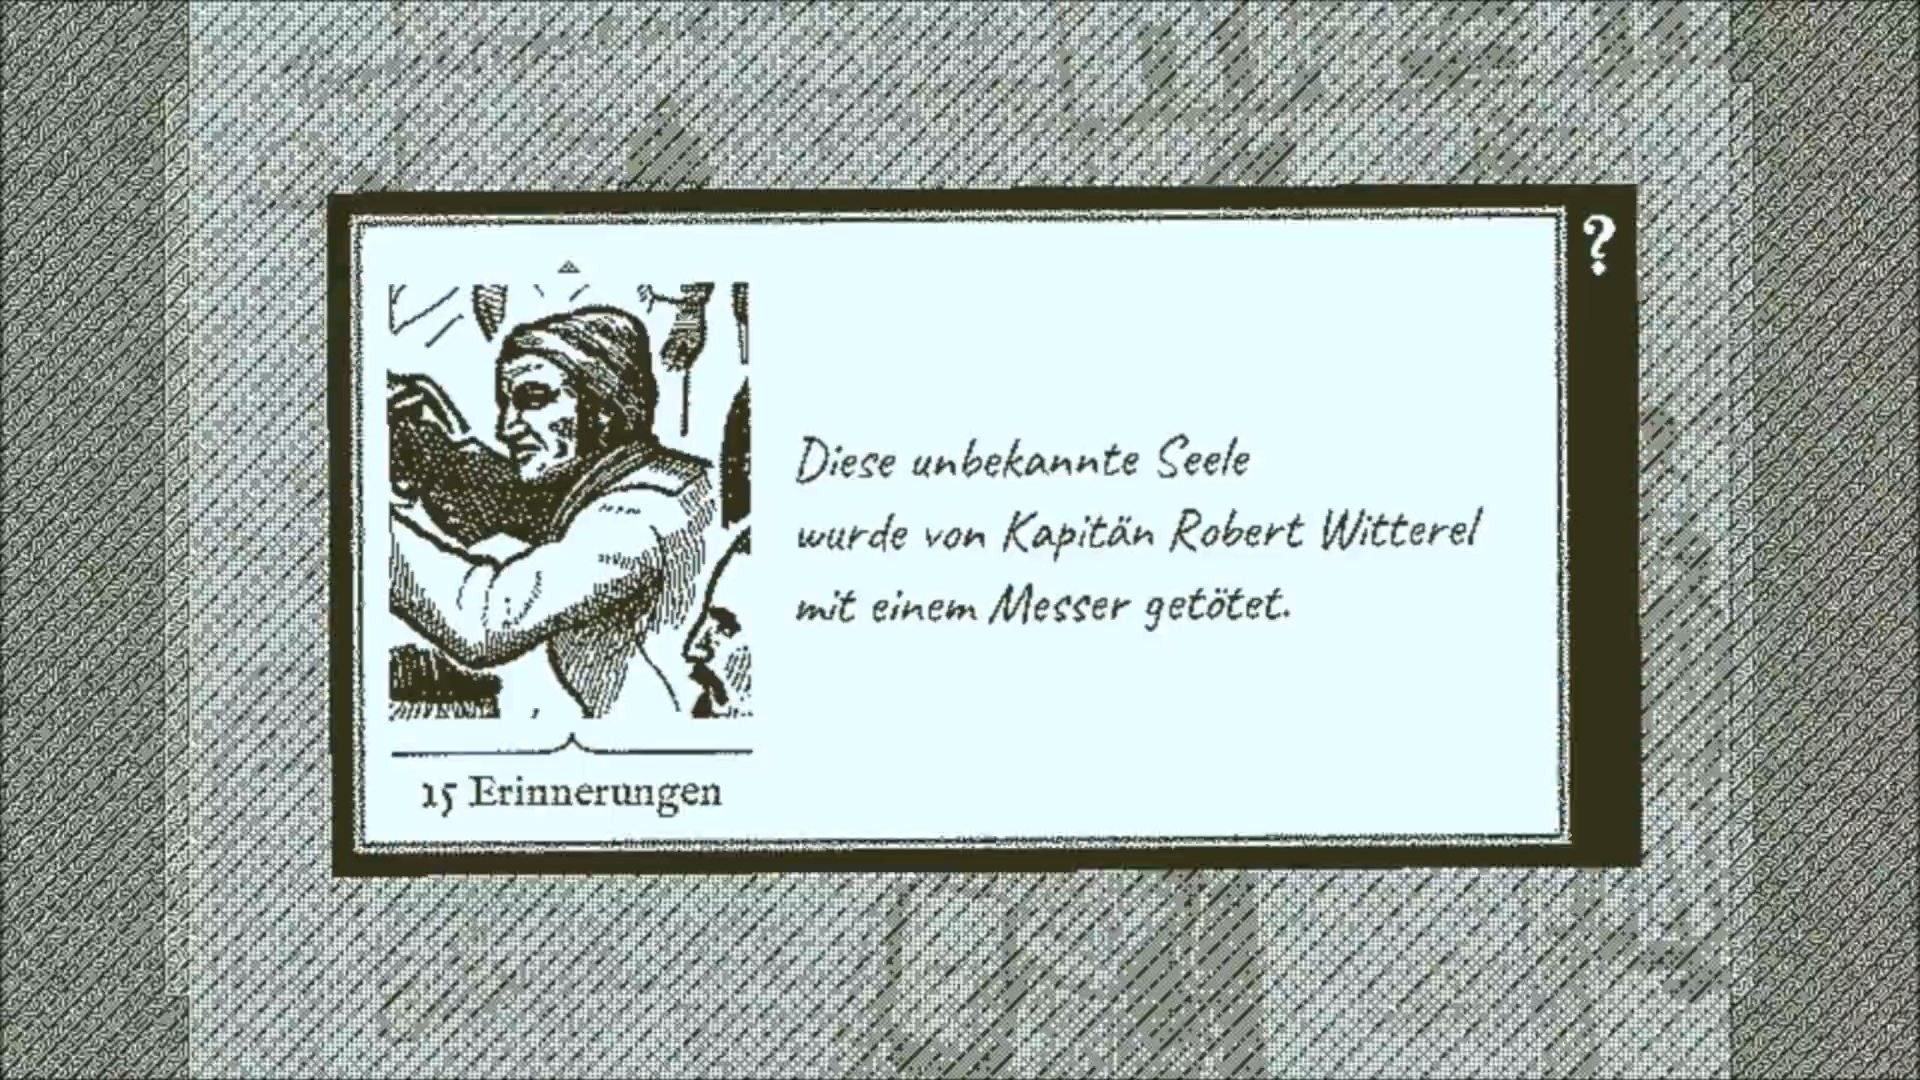 ?
Diese unbekannte Seele
wurde von Kapitän Robert Witterel
mit einem Messer getötet.
15 Erinnerungen